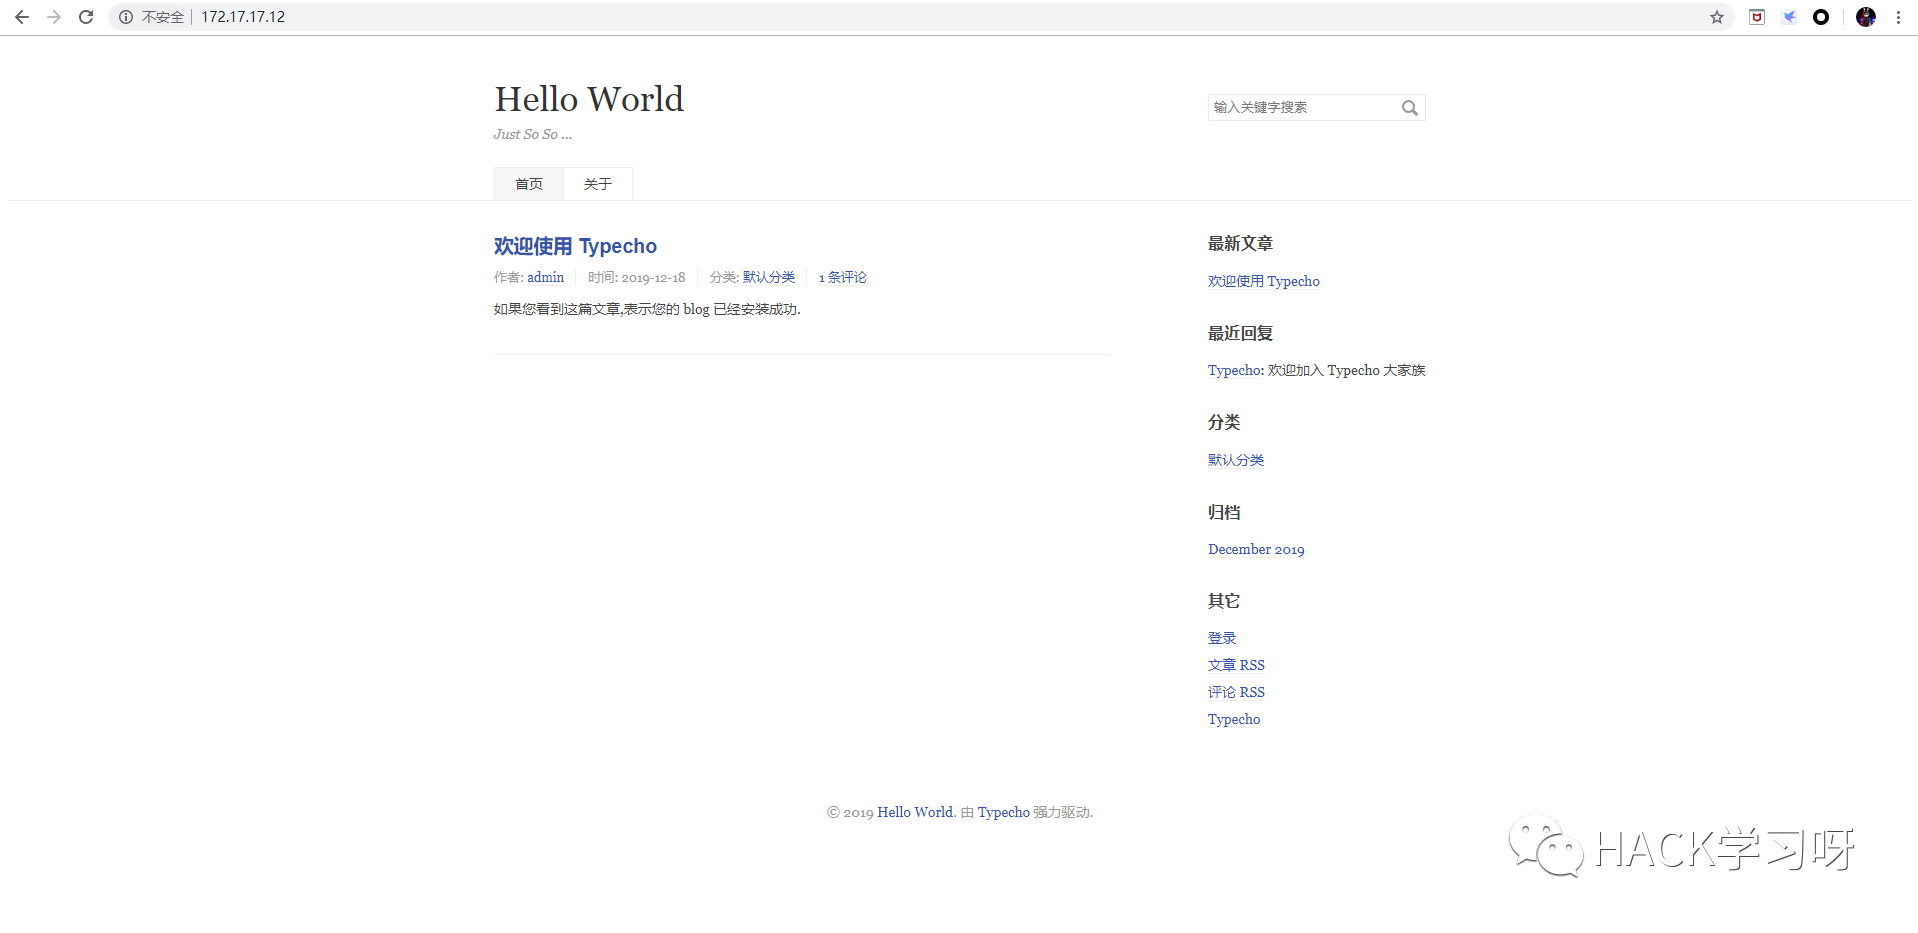 不安全 172.17.17.12
Hello World
Just So So ...
输入关键字搜索
首页 关于
欢迎使用 Typecho
作者: admin 时间: 2019-12-18 分类: 默认分类 1 条评论
如果您看到这篇文章,表示您的 blog 已经安装成功.
最新文章
欢迎使用 Typecho
最近回复
Typecho: 欢迎加入 Typecho 大家族
分类
默认分类
归档
December 2019
其它
登录
文章 RSS
评论 RSS
Typecho
© 2019 Hello World. 由 Typecho 强力驱动.
HACK学习呀